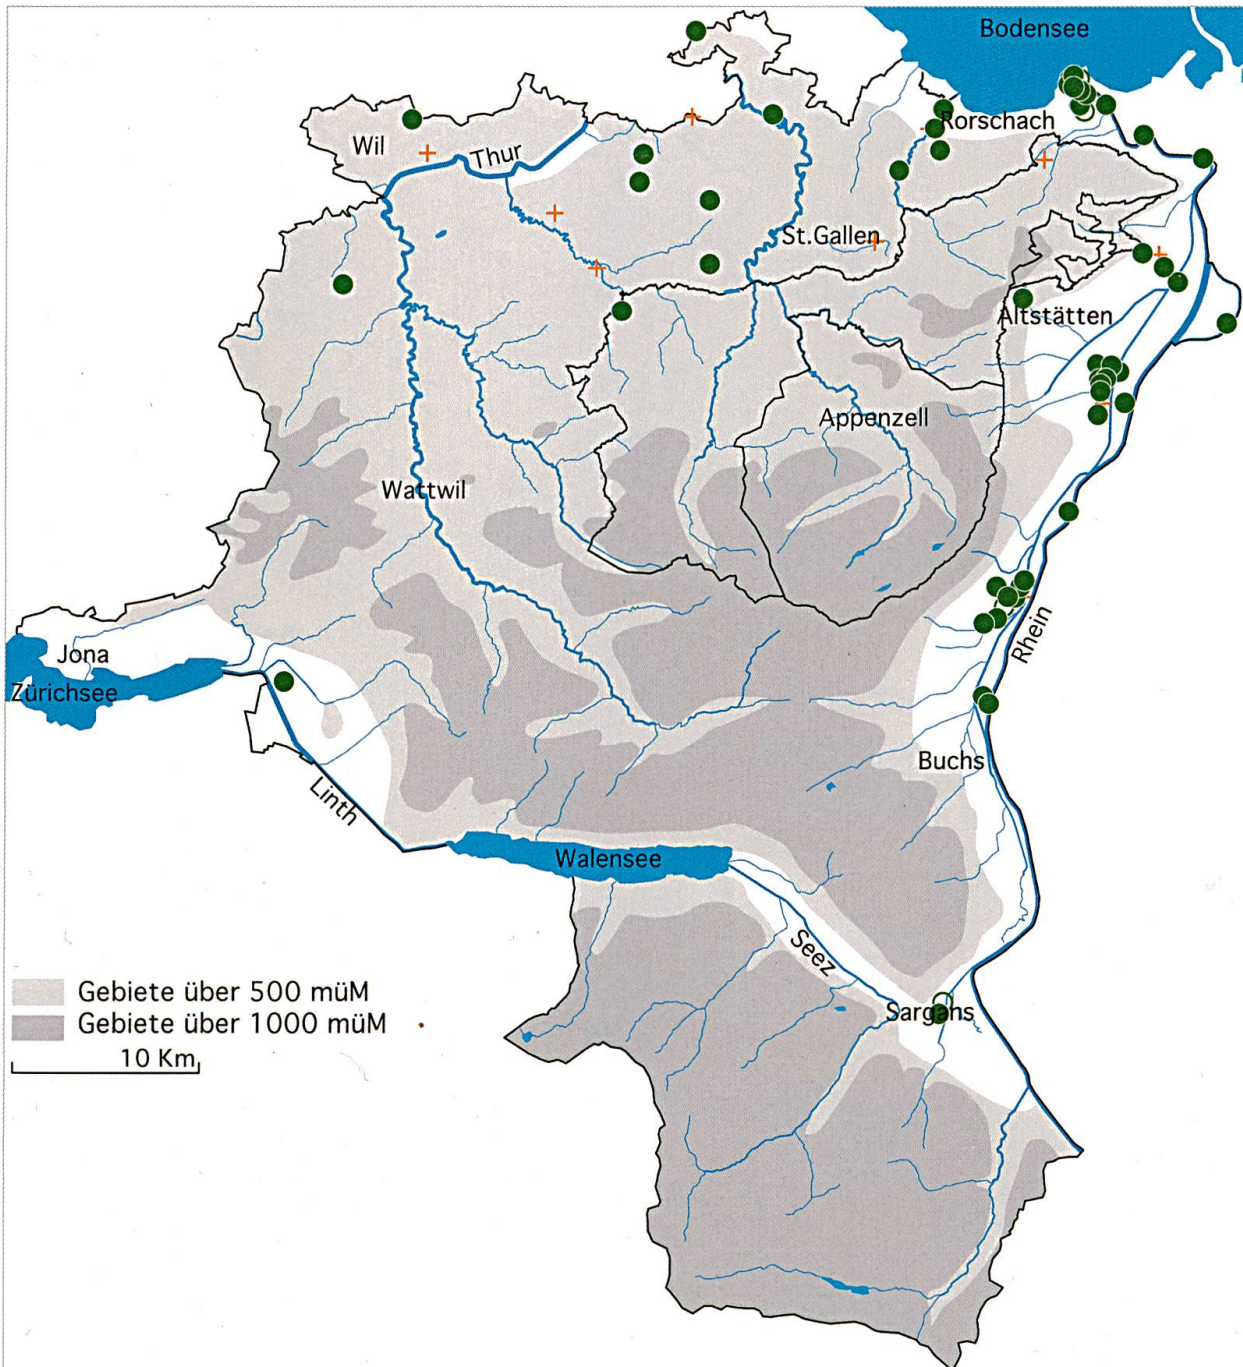 Bodensee
Rorschach
Wil
Thur
St.Gallen
Altstätten
Appenzell
Wattwil
Rhein
Jona
Zürichsee
Buchs
Linth
Walensee
Seez
Sargans
Gebiete über 500 müM
Gebiete über 1000 müM
10 Km